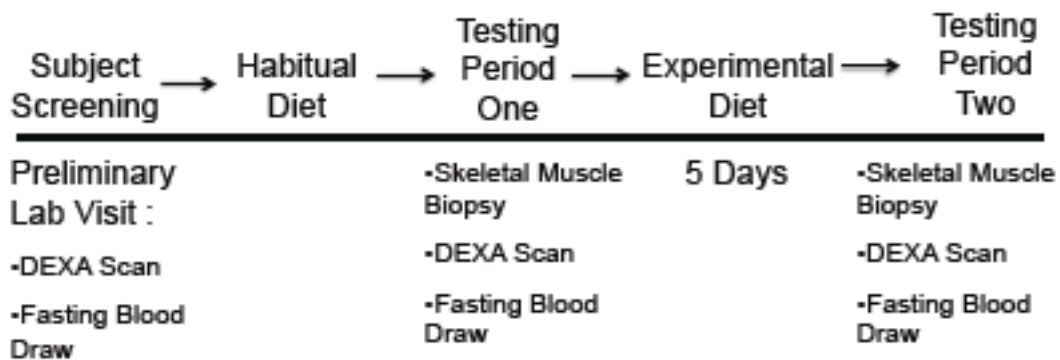 Subject
Screening
Habitual
Diet
Testing
Period
One
Experimental
Diet
Testing
Period
Two
Preliminary
Lab Visit :
-DEXA Scan
-Fasting Blood
Draw
-Skeletal Muscle
Biopsy
-DEXA Scan
-Fasting Blood
Draw
5 Days
-Skeletal Muscle
Biopsy
-DEXA Scan
-Fasting Blood
Draw